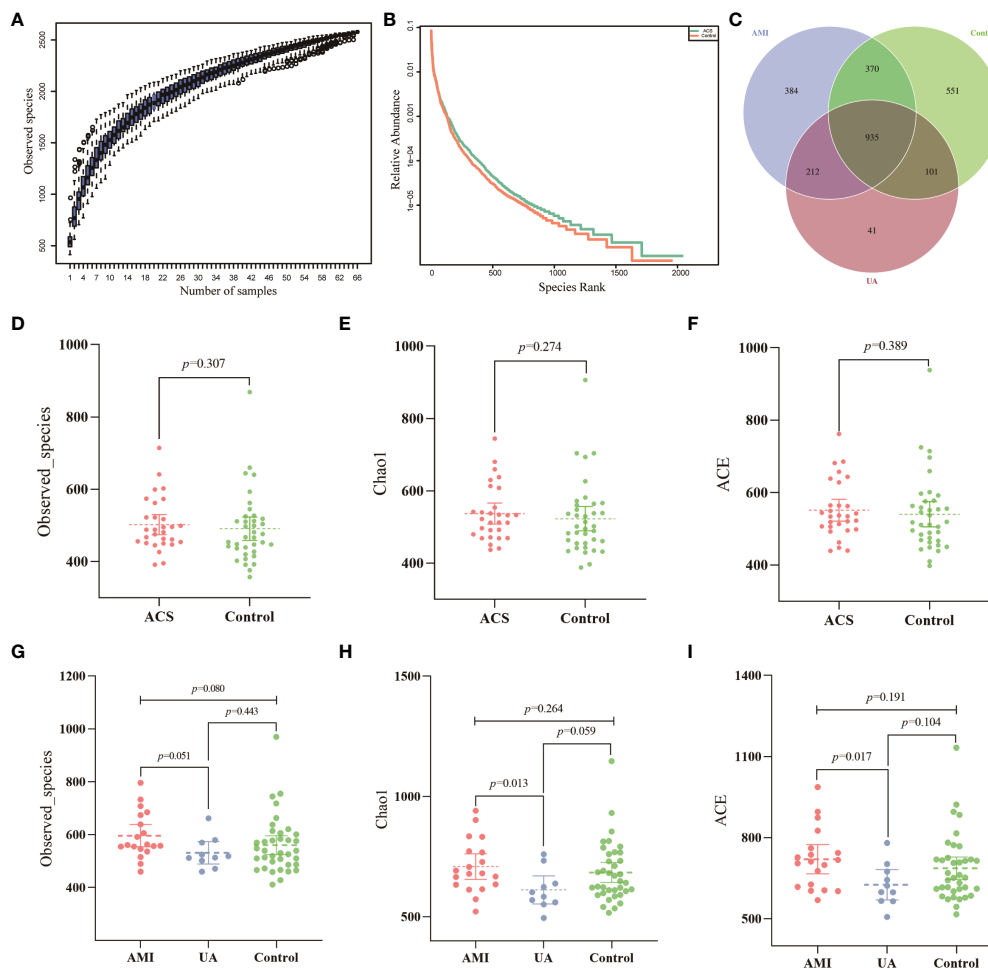 A
Observed species
2500
2000
1500
1000
500
1 4 7 10 14 18 22 26 30 34 38 42 46 50 54 58 62 66
Number of samples
B
ACS
Control
Relative Abundance
0.1
0.01
0.001
1e-04
1e-05
0 500 1000 1500 2000
Species Rank
C
AMI
Cont
370
384
551
935
212
101
41
UA
D
Observed_species
1000
800
600
400
p=0.307
ACS Control
E
Chao1
1000
800
600
400
p=0.274
ACS Control
F
ACE
1000
800
600
400
p=0.389
ACS Control
G
Observed_species
1200
1000
800
600
400
p=0.080
p=0.443
p=0.051
AMI UA Control
H
Chao1
1500
1000
500
p=0.264
p=0.059
p=0.013
AMI UA Control
I
ACE
1400
1100
800
500
p=0.191
p=0.104
p=0.017
AMI UA Control